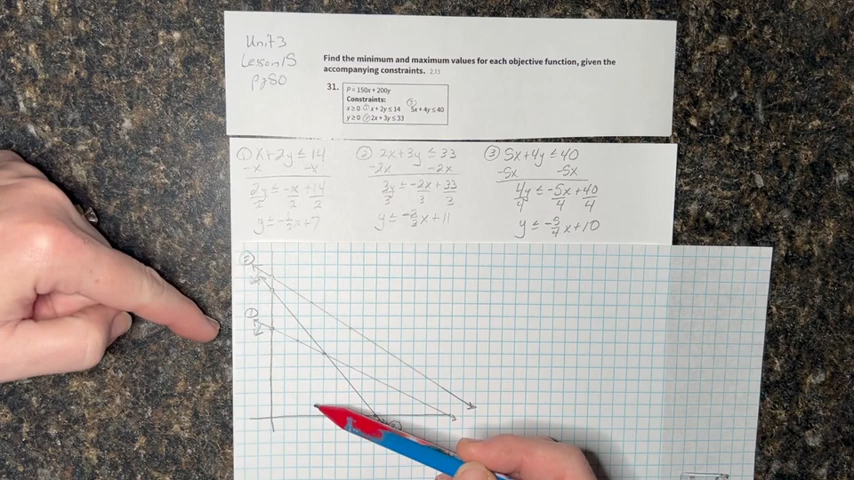 Unit 3
Lesson 15
pg 80
Find the minimum and maximum values for each objective function, given the
accompanying constraints. 2.15
31.
P = 150x + 200y
Constraints:
x ≥ 0 ① x + 2y ≤ 14 ③ 5x + 4y ≤ 40
y ≥ 0 ② 2x + 3y ≤ 33
① x+2y ≤ 14
-x -x
2y ≤ -x +14
2 2 2
y ≤ -1/2x+7
② 2x+3y ≤ 33
-2x -2x
3y ≤ -2x + 33
3 3 3
y ≤ -2/3x+11
③ 5x+4y ≤ 40
-5x -5x
4y ≤ -5x+40
4 4 4
y ≤ -5/4x+10
①